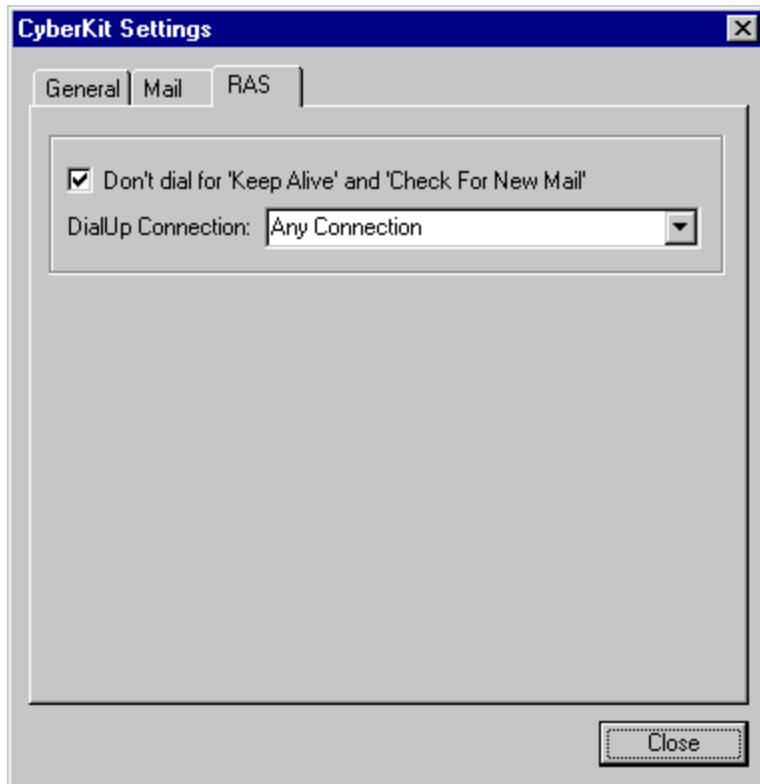 CyberKit Settings
General Mail RAS
Don't dial for 'Keep Alive' and 'Check For New Mail'
DialUp Connection: Any Connection
Close